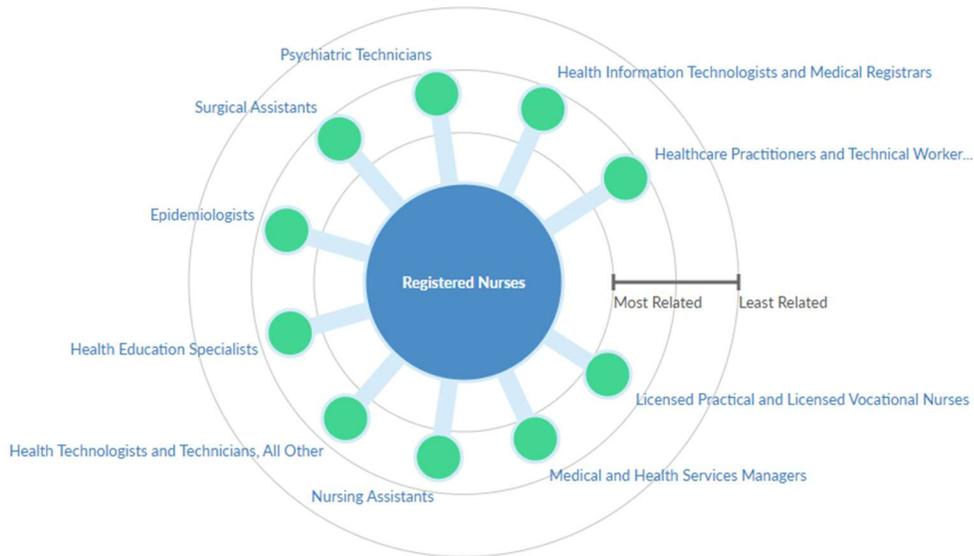 Psychiatric Technicians
Health Information Technologists and Medical Registrars
Surgical Assistants
Healthcare Practitioners and Technical Worker...
Epidemiologists
Registered Nurses
Most Related
Least Related
Health Education Specialists
Licensed Practical and Licensed Vocational Nurses
Health Technologists and Technicians, All Other
Medical and Health Services Managers
Nursing Assistants